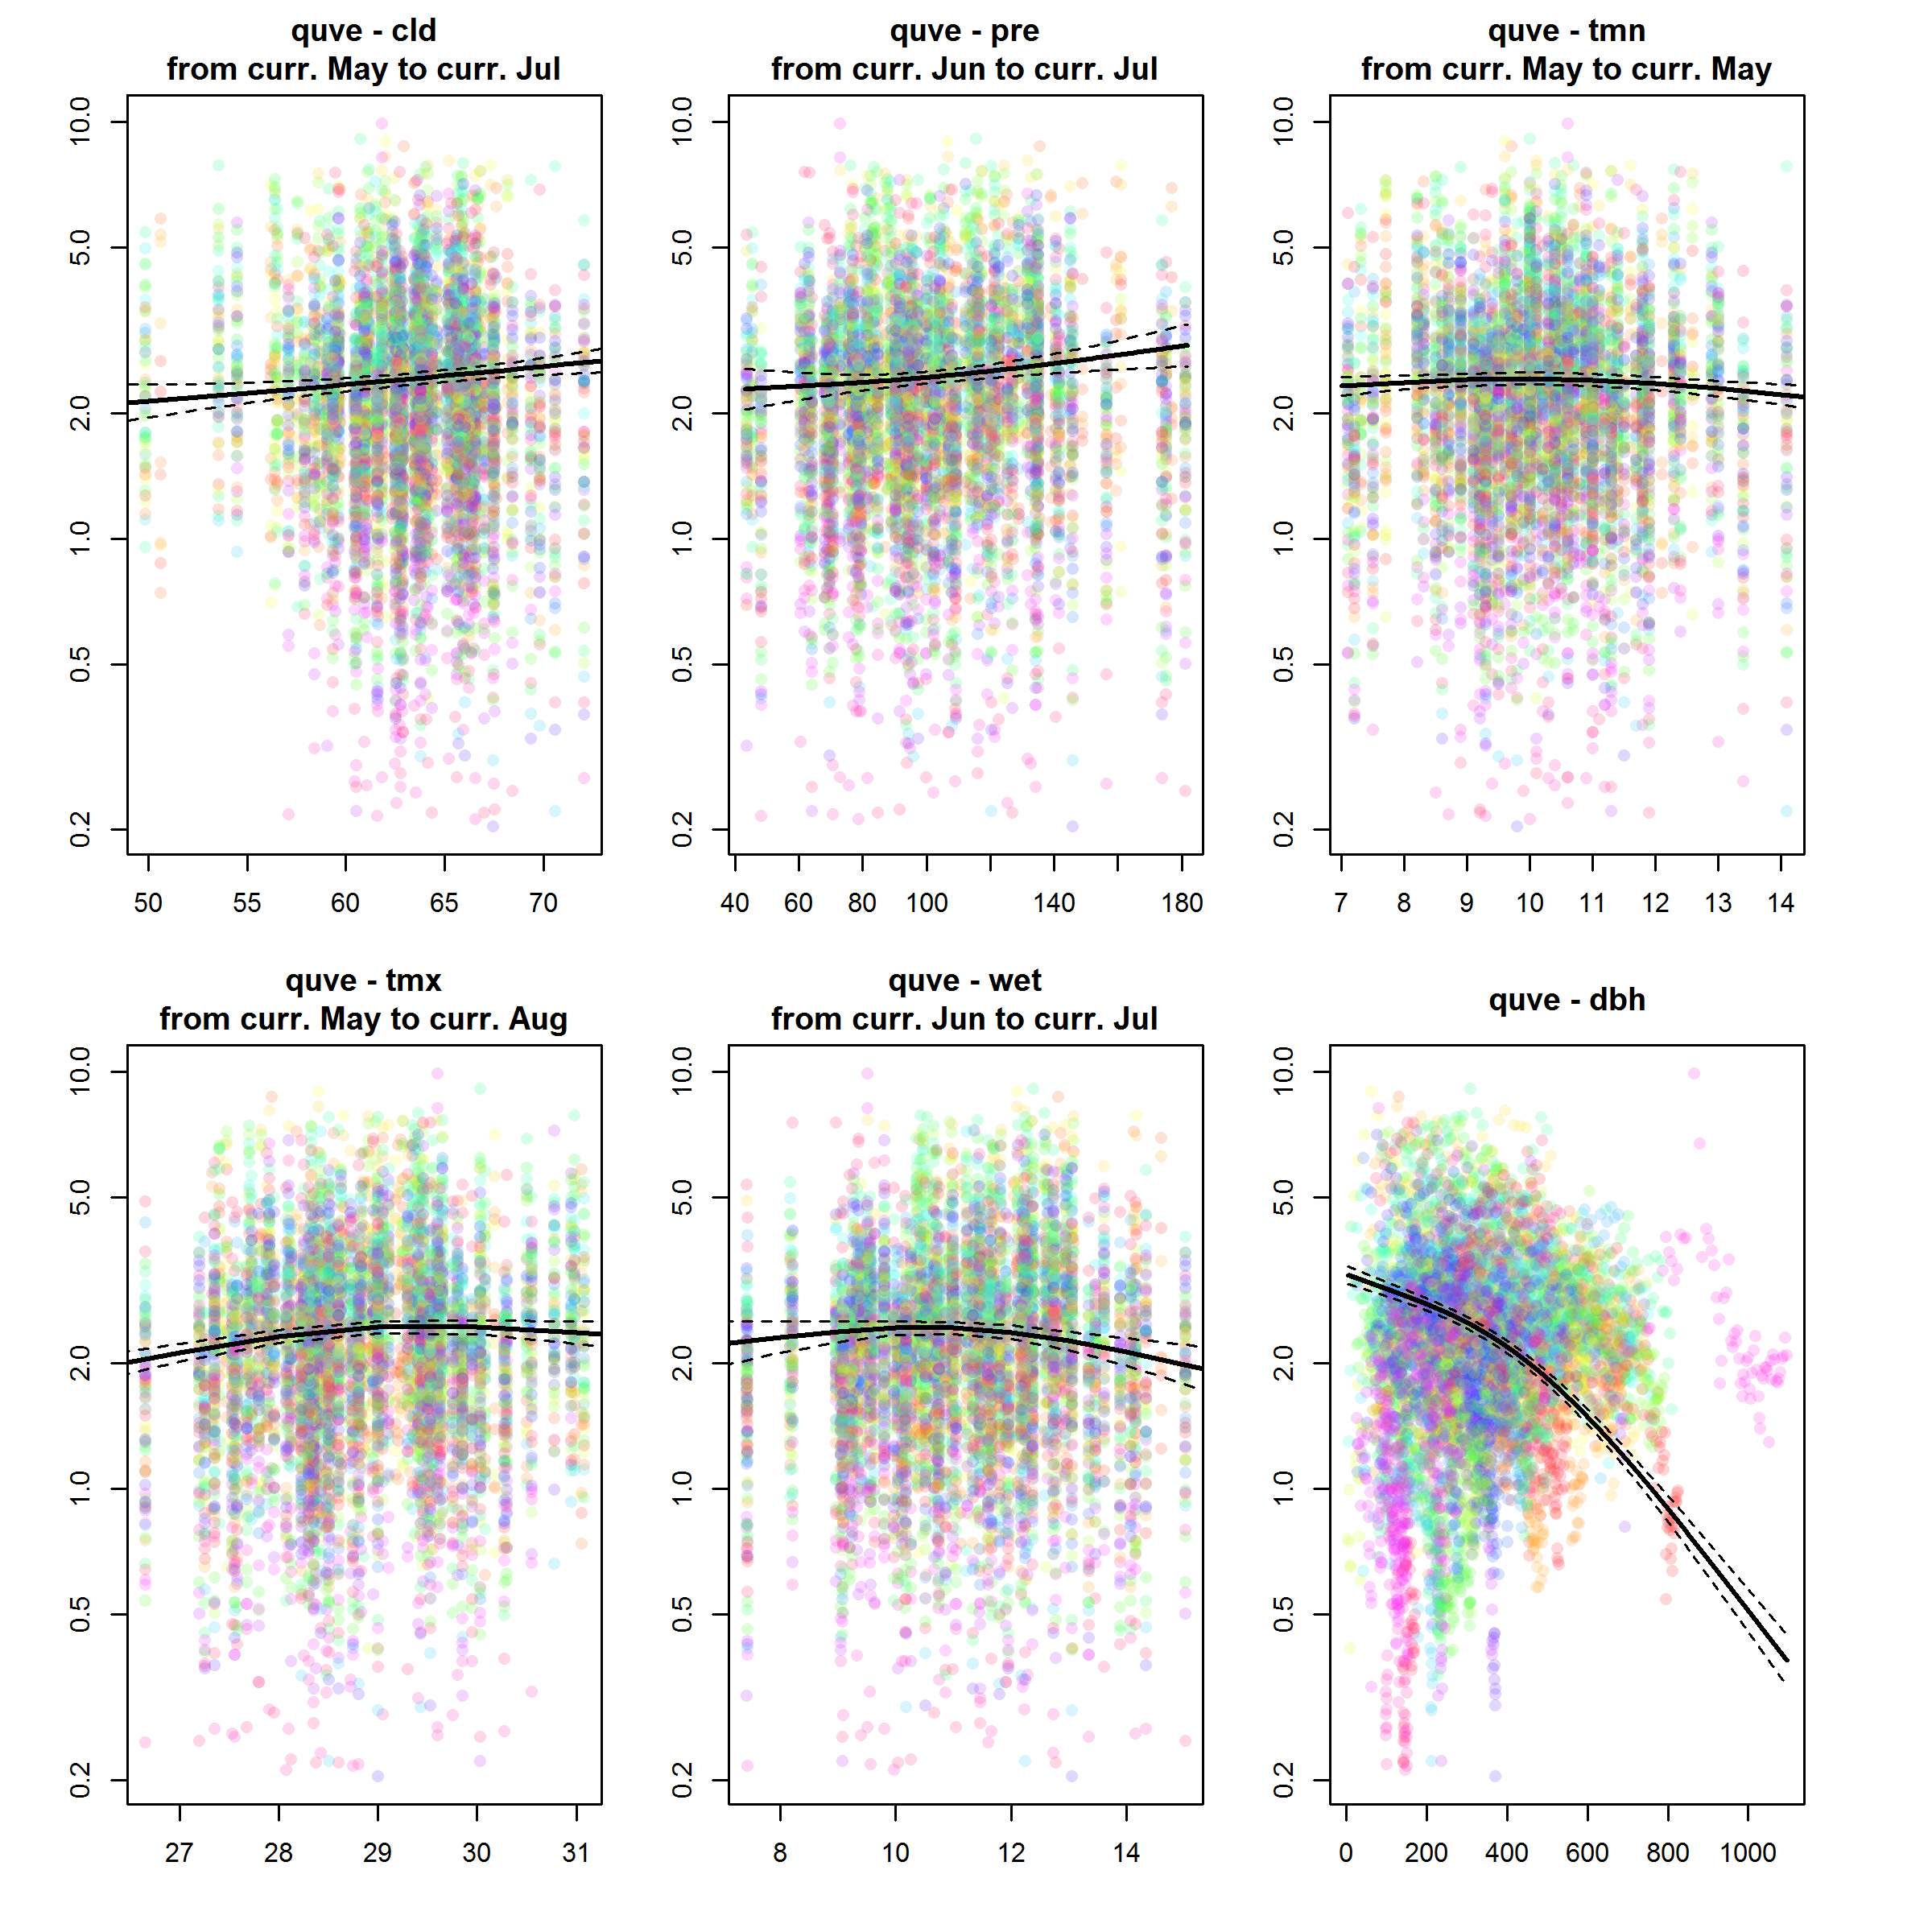 quve - cld
from curr. May to curr. Jul
10.0
5.0
2.0
1.0
0.5
0.2
50 55 60 65 70
quve - pre
from curr. Jun to curr. Jul
10.0
5.0
2.0
1.0
0.5
0.2
40 60 80 100 140 180
quve - tmn
from curr. May to curr. May
10.0
5.0
2.0
1.0
0.5
0.2
7 8 9 10 11 12 13 14
quve - tmx
from curr. May to curr. Aug
10.0
5.0
2.0
1.0
0.5
0.2
27 28 29 30 31
quve - wet
from curr. Jun to curr. Jul
10.0
5.0
2.0
1.0
0.5
0.2
8 10 12 14
quve - dbh
10.0
5.0
2.0
1.0
0.5
0.2
0 200 400 600 800 1000